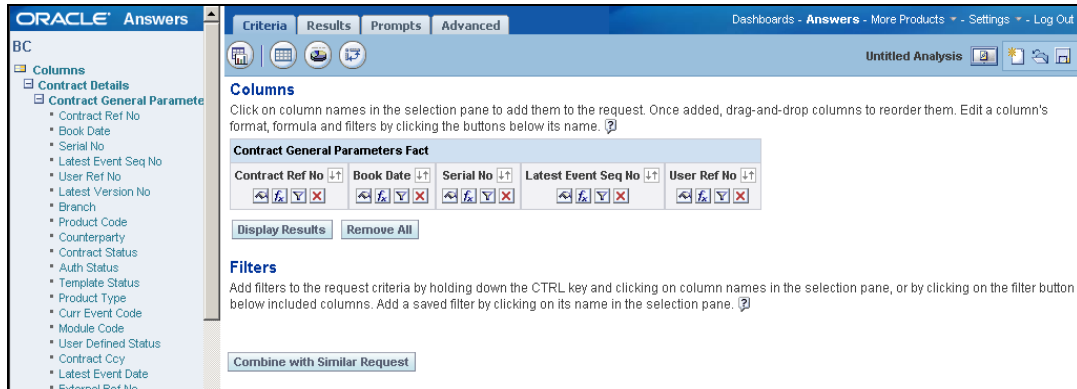 ORACLE Answers
BC
Columns
Contract Details
Contract General Paramete
Contract Ref No
Book Date
Serial No
Latest Event Seq No
User Ref No
Latest Version No
Branch
Product Code
Counterparty
Contract Status
Auth Status
Template Status
Product Type
Curr Event Code
Module Code
User Defined Status
Contract Ccy
Latest Event Date
External Ref No
Criteria Results Prompts Advanced
Dashboards - Answers - More Products - Settings - Log Out
Untitled Analysis
Columns
Click on column names in the selection pane to add them to the request. Once added, drag-and-drop columns to reorder them. Edit a column's
format, formula and filters by clicking the buttons below its name.
Contract General Parameters Fact
Contract Ref No Book Date Serial No Latest Event Seq No User Ref No
Display Results Remove All
Filters
Add filters to the request criteria by holding down the CTRL key and clicking on column names in the selection pane, or by clicking on the filter button
below included columns. Add a saved filter by clicking on its name in the selection pane.
Combine with Similar Request